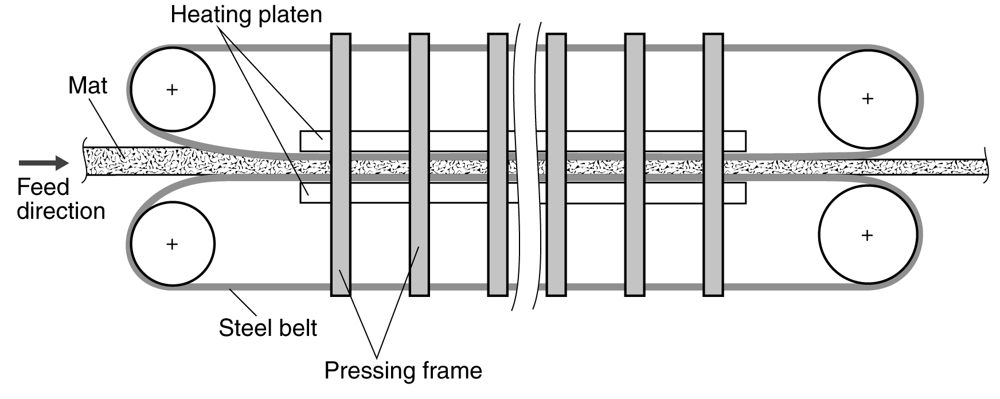 Heating platen
Mat
Feed
direction
Steel belt
Pressing frame